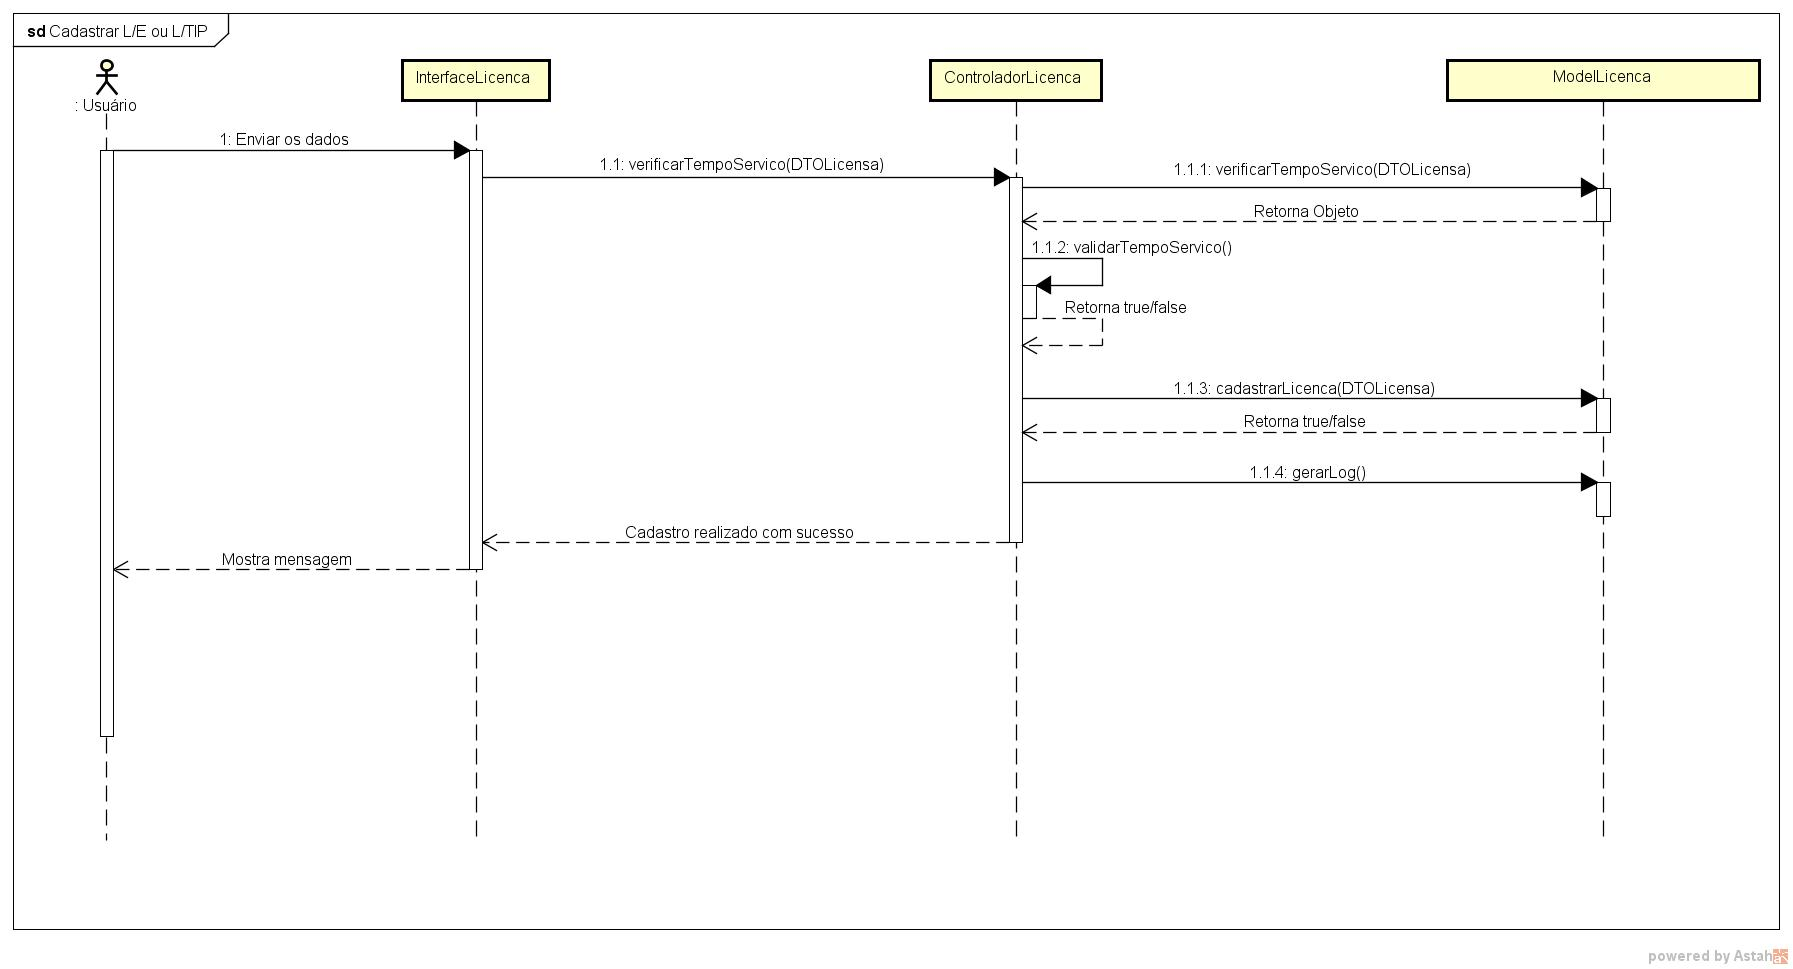 sd Cadastrar L/E ou L/TIP
: Usuário
InterfaceLicenca
ControladorLicenca
ModelLicenca
1: Enviar os dados
1.1: verificarTempoServico(DTOLicensa)
1.1.1: verificarTempoServico(DTOLicensa)
Retorna Objeto
1.1.2: validarTempoServico()
Retorna true/false
1.1.3: cadastrarLicenca(DTOLicensa)
Retorna true/false
1.1.4: gerarLog()
Cadastro realizado com sucesso
Mostra mensagem
powered by Astah